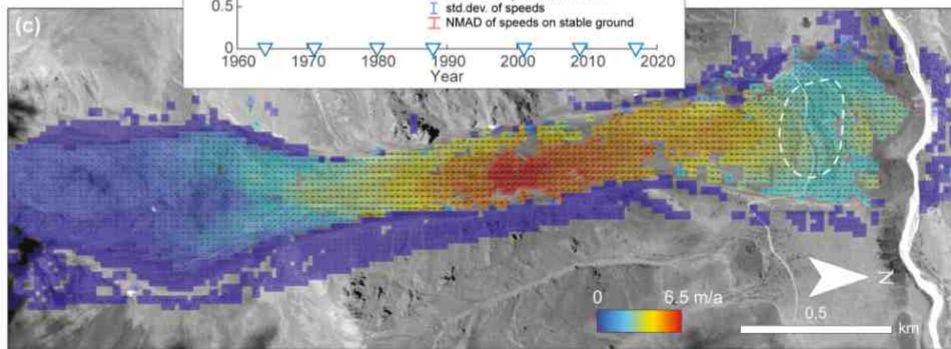 (c)
0.5
std.dev. of speeds
NMAD of speeds on stable ground
0
1960 1970 1980 1990 2000 2010 2020
Year
0 6.5 m/a
N
0,5
km